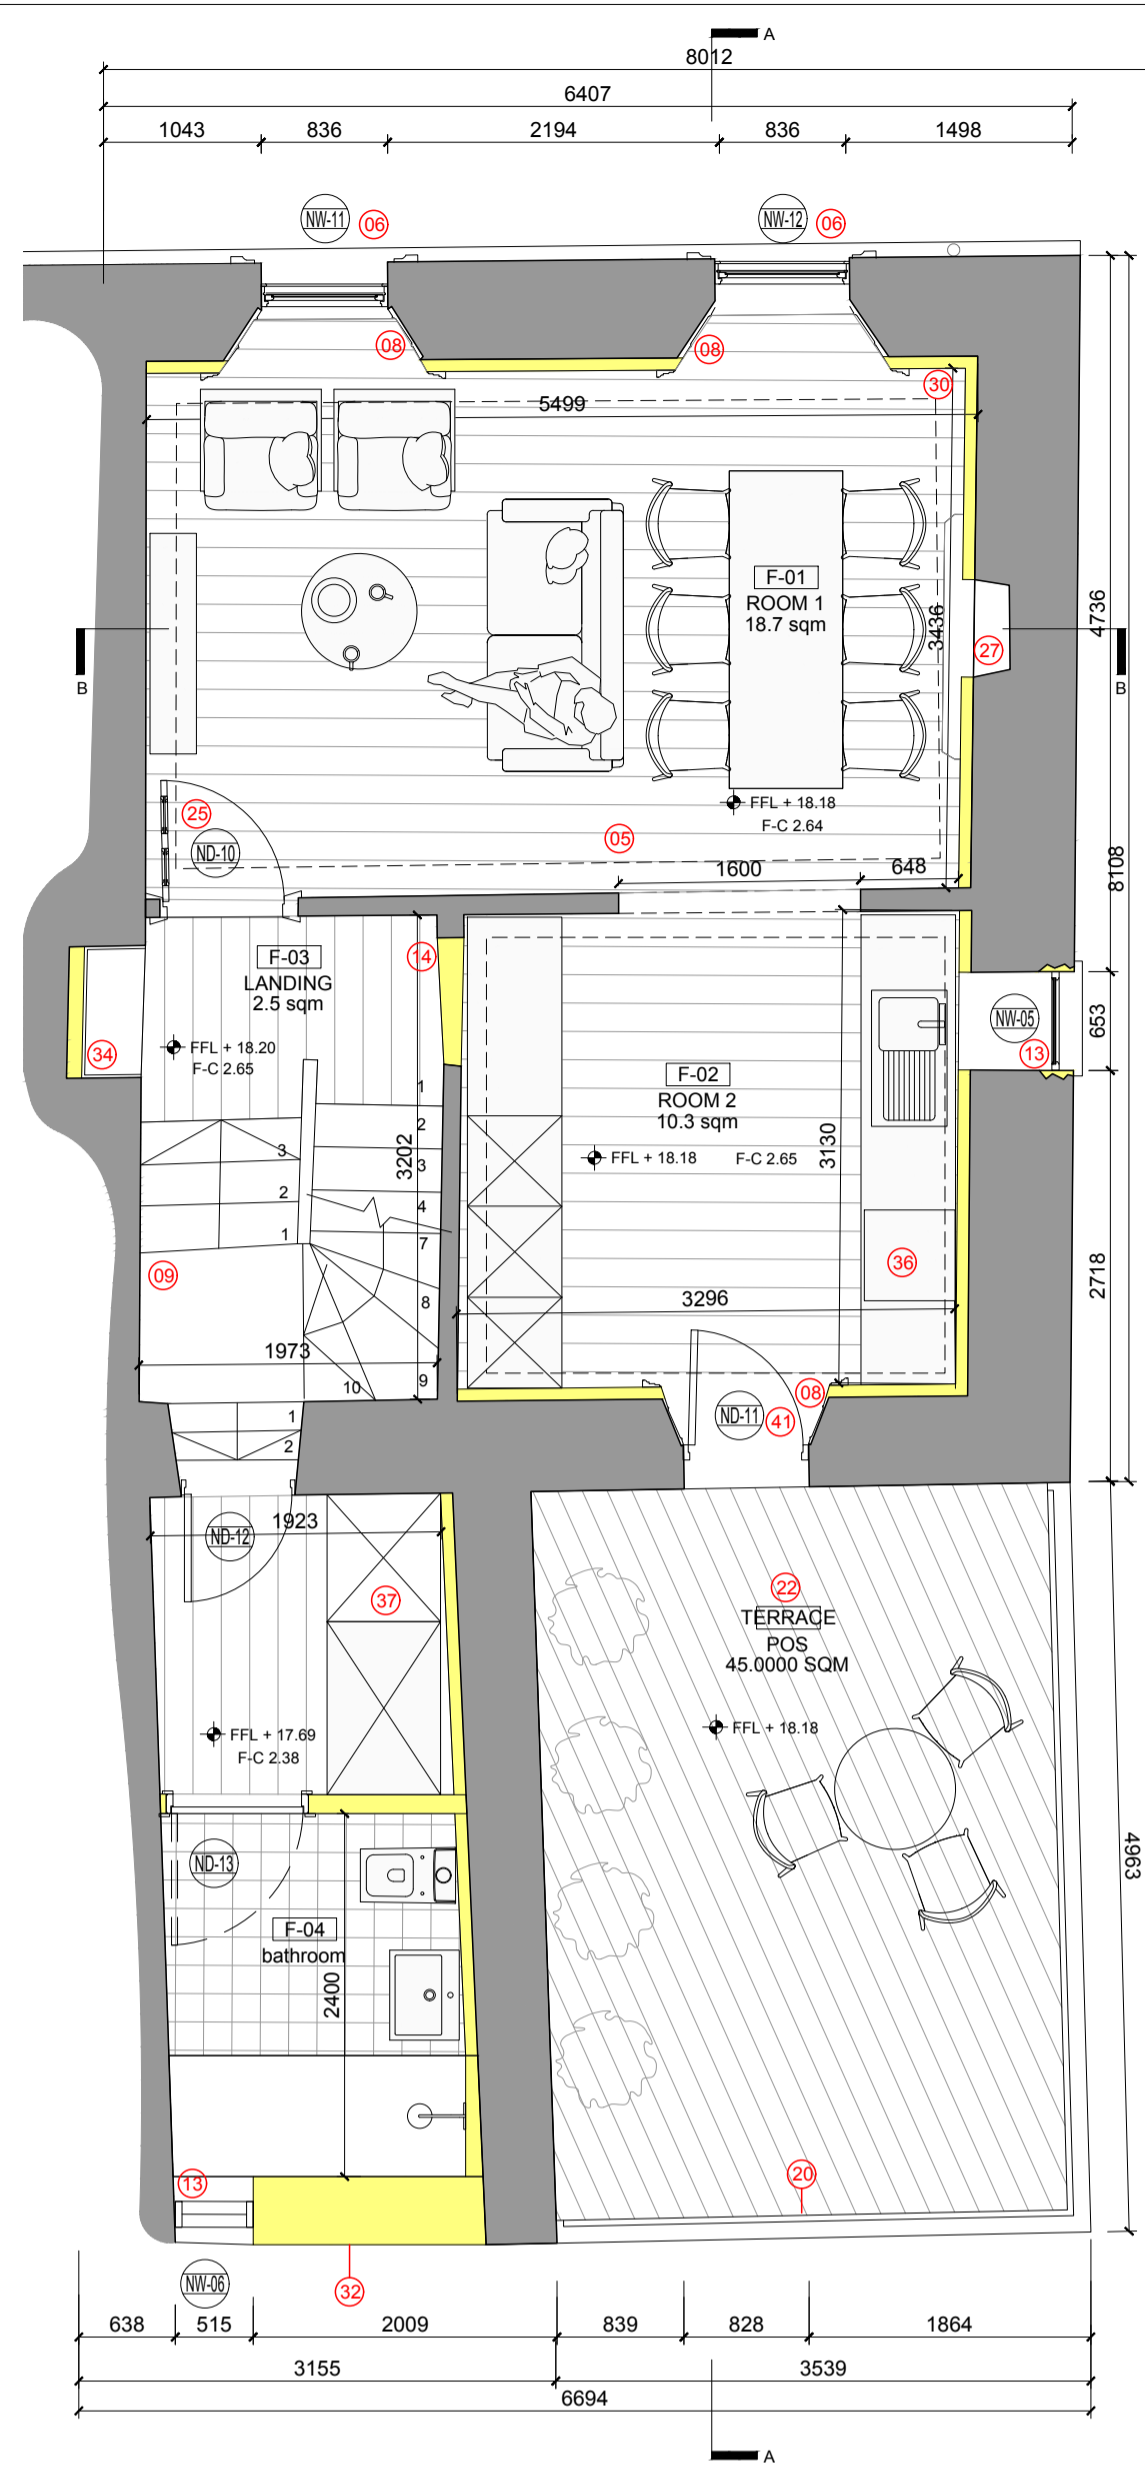 A
8012
6407
1043
836
2194
836
1498
NW-11
06
NW-12
06
08
08
30
5499
F-01
ROOM 1
18.7 sqm
3436
4736
27
B
B
25
FFL + 18.18
F-C 2.64
ND-10
05
1600
648
8108
14
F-03
LANDING
2.5 sqm
34
FFL + 18.20
F-C 2.65
NW-05
13
653
F-02
ROOM 2
10.3 sqm
1
2
3
4
7
8
9
10
3202
3
2
1
FFL + 18.18
F-C 2.65
3130
09
36
2718
3296
1973
08
ND-11
41
1
2
1923
ND-12
37
22
TERRACE
POS
45.0000 SQM
FFL + 17.69
F-C 2.38
FFL + 18.18
ND-13
4963
F-04
bathroom
2400
13
20
NW-06
32
638
515
2009
839
828
1864
3155
3539
6694
A